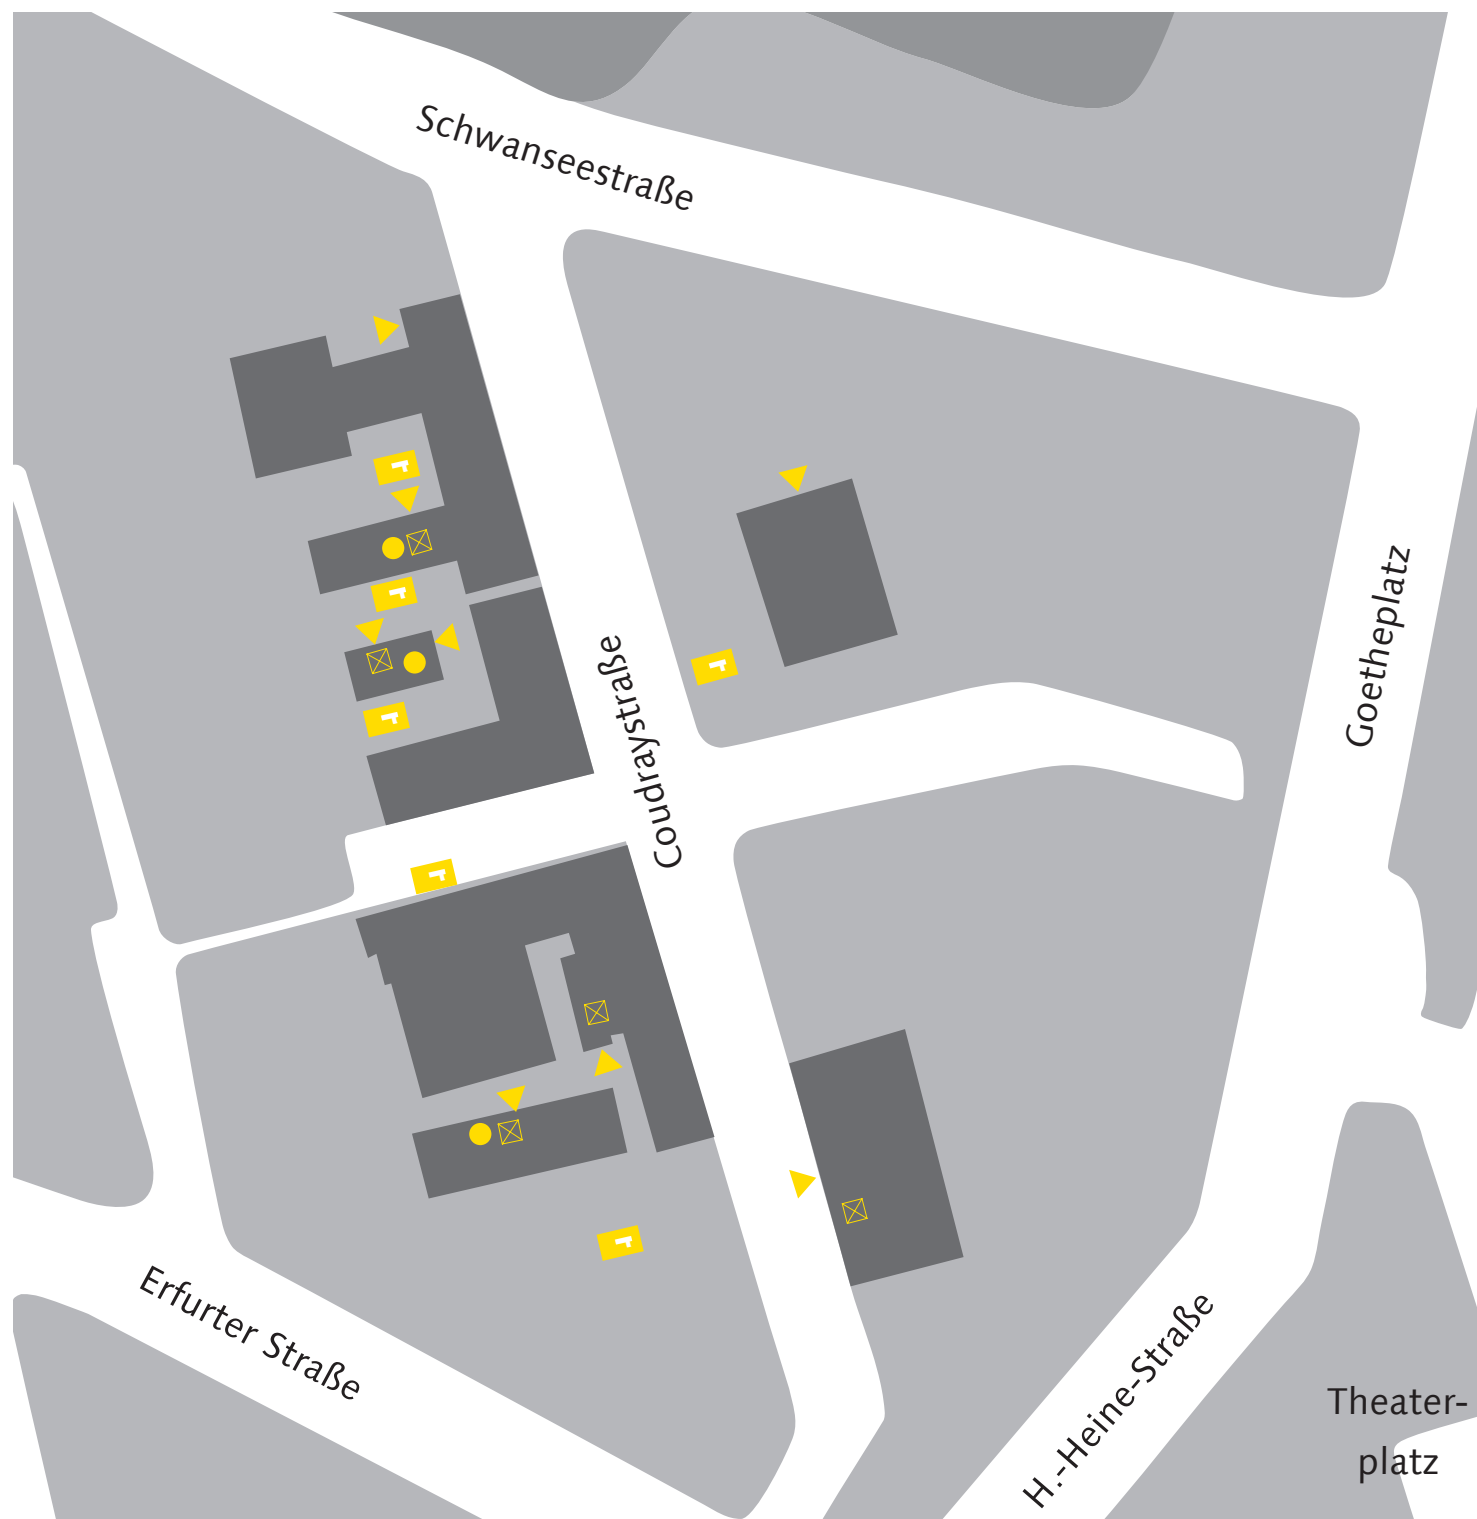 Schwanseestraße
Goetheplatz
Coudraystraße
Erfurter Straße
H.-Heine-Straße
Theater-
platz